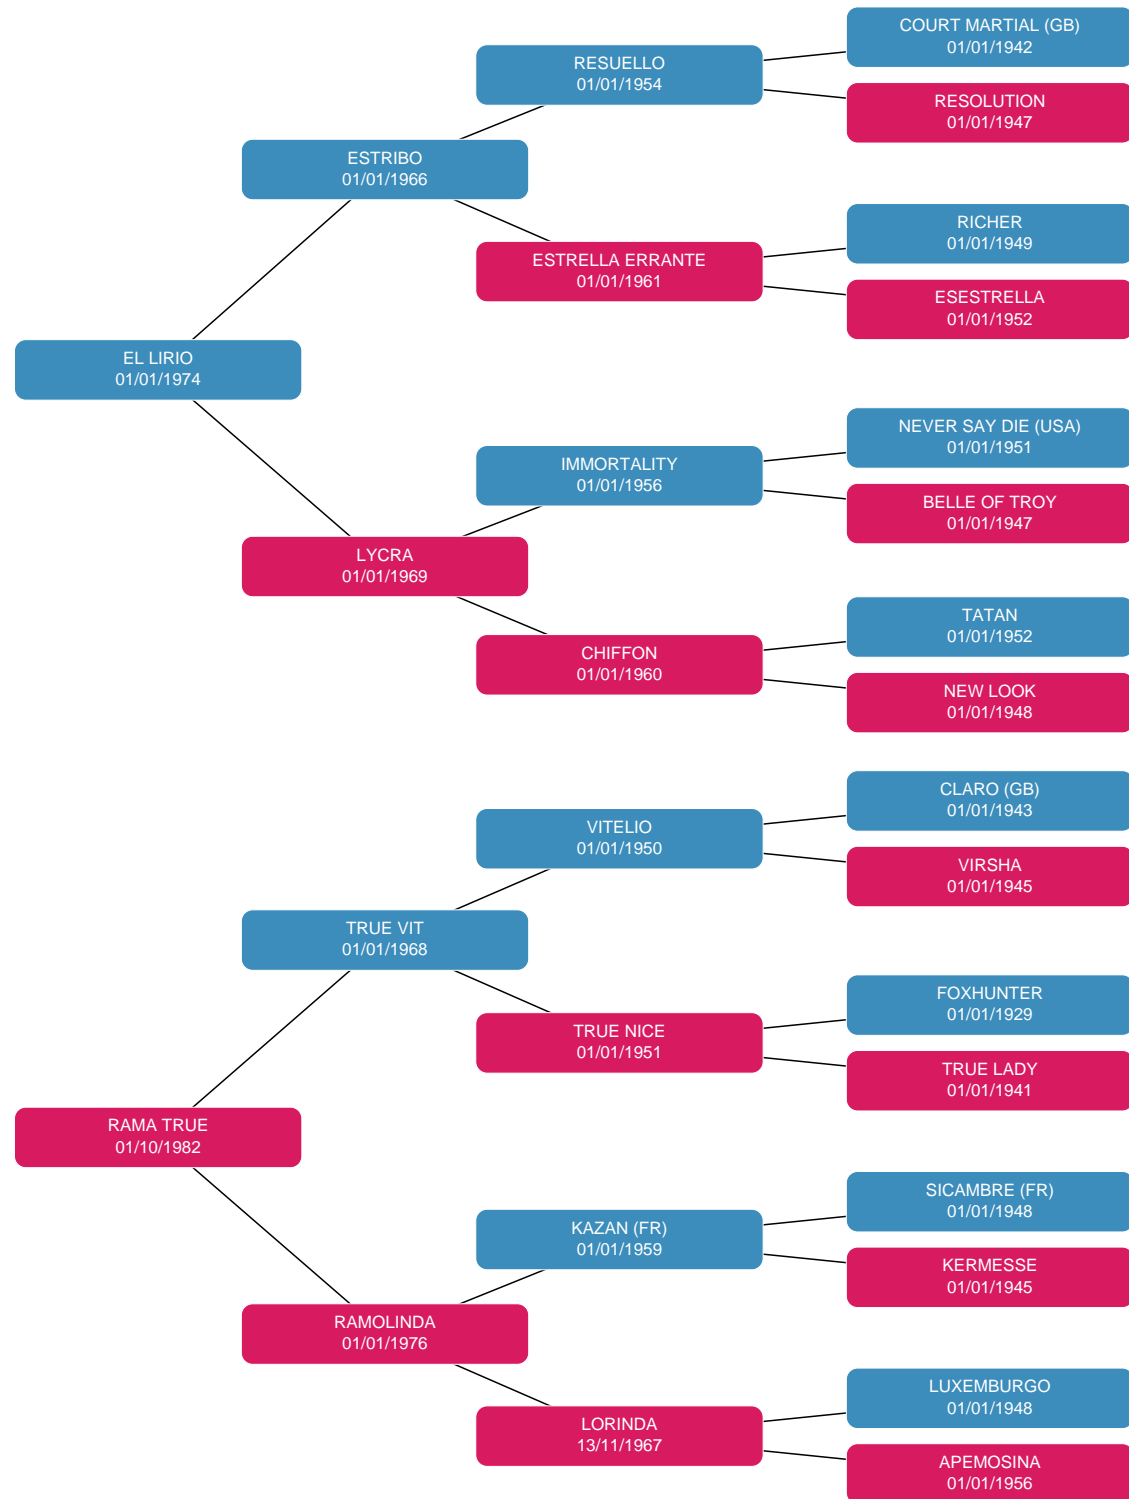 COURT MARTIAL (GB)
01/01/1942
RESUELLO
01/01/1954
RESOLUTION
01/01/1947
ESTRIBO
01/01/1966
RICHER
01/01/1949
ESTRELLA ERRANTE
01/01/1961
ESESTRELLA
01/01/1952
EL LIRIO
01/01/1974
NEVER SAY DIE (USA)
01/01/1951
IMMORTALITY
01/01/1956
BELLE OF TROY
01/01/1947
LYCRA
01/01/1969
TATAN
01/01/1952
CHIFFON
01/01/1960
NEW LOOK
01/01/1948
CLARO (GB)
01/01/1943
VITELIO
01/01/1950
VIRSHA
01/01/1945
TRUE VIT
01/01/1968
FOXHUNTER
01/01/1929
TRUE NICE
01/01/1951
TRUE LADY
01/01/1941
RAMA TRUE
01/10/1982
SICAMBRE (FR)
01/01/1948
KAZAN (FR)
01/01/1959
KERMESSE
01/01/1945
RAMOLINDA
01/01/1976
LUXEMBURGO
01/01/1948
LORINDA
13/11/1967
APEMOSINA
01/01/1956